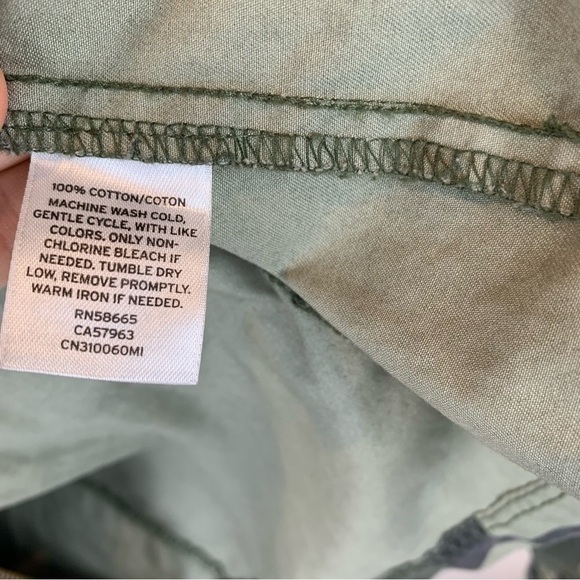 100% COTTON/COTON
MACHINE WASH COLD,
GENTLE CYCLE, WITH LIKE
COLORS. ONLY NON-
CHLORINE BLEACH IF
NEEDED. TUMBLE DRY
LOW, REMOVE PROMPTLY.
WARM IRON IF NEEDED.
RN58665
CA57963
CN310060MI